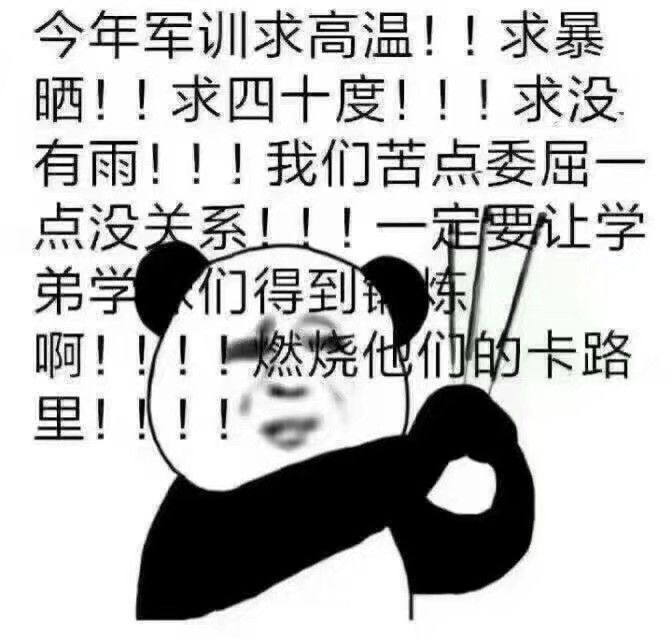 今年军训求高温！！求暴
晒！！求四十度！！！求没
有雨！！！我们苦点委屈一
点没关系！！！一定要让学
弟学妹们得到锻炼
啊！！！！燃烧他们的卡路
里！！！！